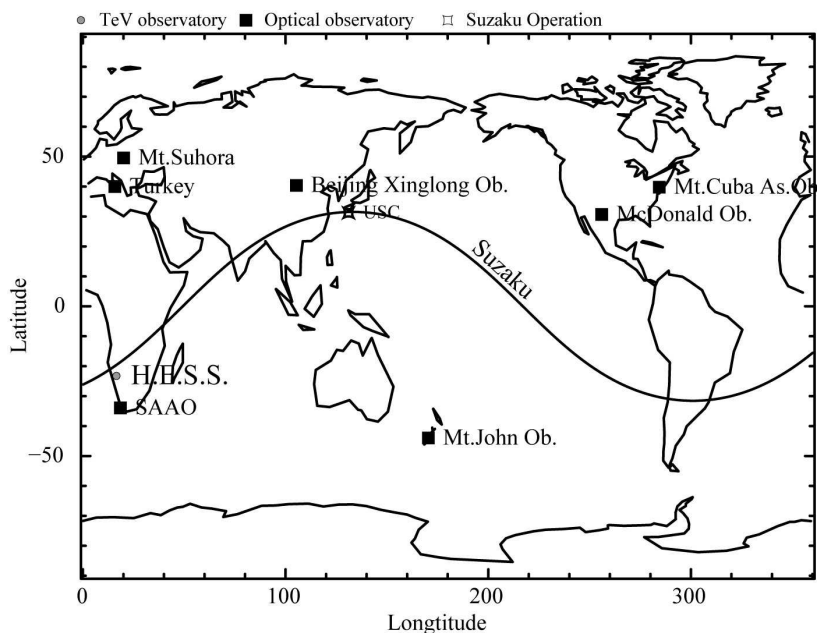 TeV observatory Optical observatory Suzaku Operation
50
0
−50
Latitude
Mt.Suhora
Turkey
Beijing Xinglong Ob.
USC
Mt.Cuba As.Ob
McDonald Ob.
Suzaku
H.E.S.S.
SAAO
Mt.John Ob.
0 100 200 300
Longtitude